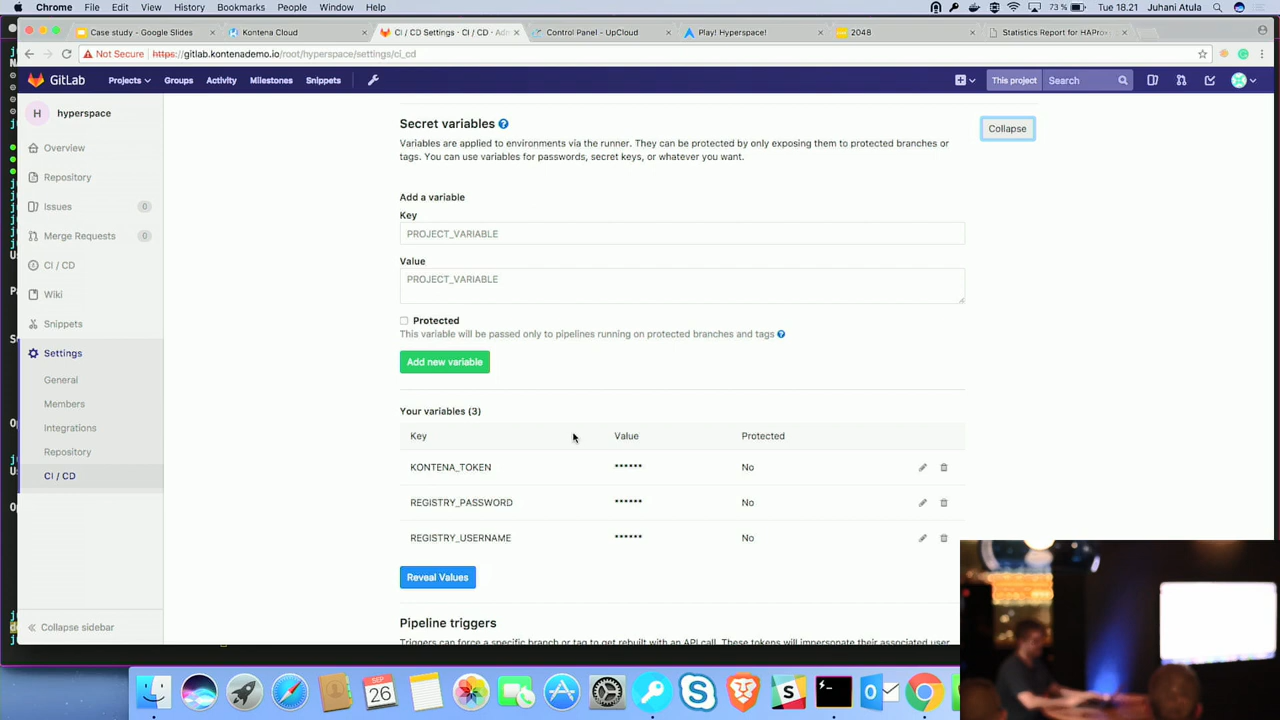 Chrome File Edit View History Bookmarks People Window Help
73 % Tue 18.21 Juhani Atula
Case study - Google Slides
Kontena Cloud
CI / CD Settings · CI / CD · Adm
Control Panel - UpCloud
Play! Hyperspace!
2048
Statistics Report for HAProx
Not Secure https://gitlab.kontenademo.io/root/hyperspace/settings/ci_cd
GitLab Projects Groups Activity Milestones Snippets This project Search
H hyperspace
Overview
Repository
Issues 0
Merge Requests 0
CI / CD
Wiki
Snippets
Settings
General
Members
Integrations
Repository
CI / CD
Collapse sidebar
Secret variables
Collapse
Variables are applied to environments via the runner. They can be protected by only exposing them to protected branches or
tags. You can use variables for passwords, secret keys, or whatever you want.
Add a variable
Key
PROJECT_VARIABLE
Value
PROJECT_VARIABLE
Protected
This variable will be passed only to pipelines running on protected branches and tags
Add new variable
Your variables (3)
Key Value Protected
KONTENA_TOKEN ****** No
REGISTRY_PASSWORD ****** No
REGISTRY_USERNAME ****** No
Reveal Values
Pipeline triggers
Triggers can force a specific branch or tag to get rebuilt with an API call. These tokens will impersonate their associated user
SEP
26